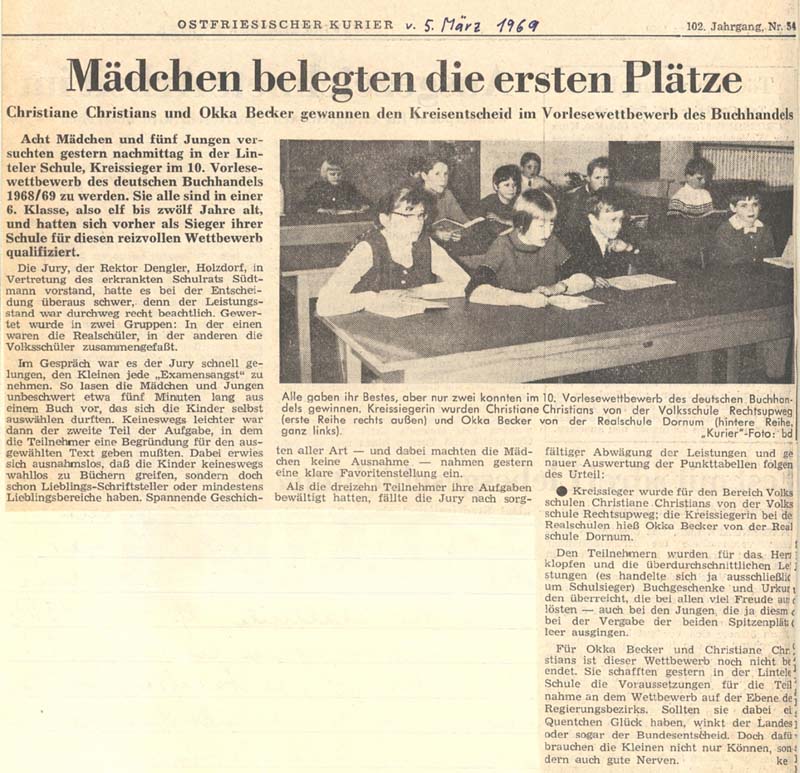 OSTFRIESISCHER KURIER v. 5. März 1969 102. Jahrgang, Nr. 54
Mädchen belegten die ersten Plätze
Christiane Christians und Okka Becker gewannen den Kreisentscheid im Vorlesewettbewerb des Buchhandels
Acht Mädchen und fünf Jungen ver-
suchten gestern nachmittag in der Lin-
teler Schule, Kreissieger im 10. Vorlese-
wettbewerb des deutschen Buchhandels
1968/69 zu werden. Sie alle sind in einer
6. Klasse, also elf bis zwölf Jahre alt,
und hatten sich vorher als Sieger ihrer
Schule für diesen reizvollen Wettbewerb
qualifiziert.
Die Jury, der Rektor Dengler, Holzdorf, in
Vertretung des erkrankten Schulrats Südt-
mann vorstand, hatte es bei der Entschei-
dung überaus schwer, denn der Leistungs-
stand war durchweg recht beachtlich. Gewer-
tet wurde in zwei Gruppen: In der einen
waren die Realschüler, in der anderen die
Volksschüler zusammengefaßt.
Im Gespräch war es der Jury schnell ge-
lungen, den Kleinen jede „Examensangst" zu
nehmen. So lasen die Mädchen und Jungen
unbeschwert etwa fünf Minuten lang aus
einem Buch vor, das sich die Kinder selbst
auswählen durften. Keineswegs leichter war
dann der zweite Teil der Aufgabe, in dem
die Teilnehmer eine Begründung für den aus-
gewählten Text geben mußten. Dabei erwies
sich ausnahmslos, daß die Kinder keineswegs
wahllos zu Büchern greifen, sondern doch
schon Lieblings-Schriftsteller oder mindestens
Lieblingsbereiche haben. Spannende Geschich-
Alle gaben ihr Bestes, aber nur zwei konnten im 10. Vorlesewettbewerb des deutschen Buchhan-
dels gewinnen. Kreissiegerin wurden Christiane Christians von der Volksschule Rechtsupweg
(erste Reihe rechts außen) und Okka Becker von der Realschule Dornum (hintere Reihe,
ganz links). „Kurier"-Foto: bd
ten aller Art — und dabei machten die Mäd-
chen keine Ausnahme — nahmen gestern
eine klare Favoritenstellung ein.
Als die dreizehn Teilnehmer ihre Aufgaben
bewältigt hatten, fällte die Jury nach sorg-
fältiger Abwägung der Leistungen und ge
nauer Auswertung der Punkttabellen folgen
des Urteil:
● Kreissieger wurde für den Bereich Volks
schulen Christiane Christians von der Volks
schule Rechtsupweg; die Kreissiegerin bei de
Realschulen hieß Okka Becker von der Real
schule Dornum.
Den Teilnehmern wurden für das Herz
klopfen und die überdurchschnittlichen Lei
stungen (es handelte sich ja ausschließlic
um Schulsieger) Buchgeschenke und Urkun
den überreicht, die bei allen viel Freude aus
lösten — auch bei den Jungen, die ja diesm
bei der Vergabe der beiden Spitzenplätz
leer ausgingen.
Für Okka Becker und Christiane Chri
stians ist dieser Wettbewerb noch nicht be
endet. Sie schafften gestern in der Lintele
Schule die Voraussetzungen für die Teil
nahme an dem Wettbewerb auf der Ebene de
Regierungsbezirks. Sollten sie dabei ei
Quentchen Glück haben, winkt der Landes
oder sogar der Bundesentscheid. Doch dafü
brauchen die Kleinen nicht nur Können, son
dern auch gute Nerven. ke